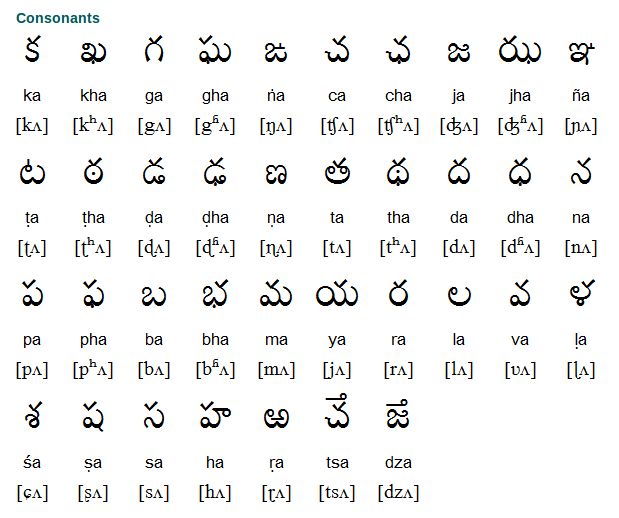 Consonants
క ఖ గ ఘ ఙ చ ఛ జ ఝ ఞ
ka kha ga gha ṅa ca cha ja jha ña
[kʌ] [kʰʌ] [gʌ] [gʱʌ] [ŋʌ] [ʧʌ] [ʧʰʌ] [ʤʌ] [ʤʱʌ] [ɲʌ]
ట ఠ డ ఢ ణ త థ ద ధ న
ṭa ṭha ḍa ḍha ṇa ta tha da dha na
[ʈʌ] [ʈʰʌ] [ɖʌ] [ɖʱʌ] [ɳʌ] [tʌ] [tʰʌ] [dʌ] [dʱʌ] [nʌ]
ప ఫ బ భ మ య ర ల వ ళ
pa pha ba bha ma ya ra la va ḷa
[pʌ] [pʰʌ] [bʌ] [bʱʌ] [mʌ] [jʌ] [rʌ] [lʌ] [ʋʌ] [ɭʌ]
శ ష స హ ఱ చే జే
śa ṣa sa ha ṛa tsa dza
[ɕʌ] [ʂʌ] [sʌ] [hʌ] [ɽʌ] [tsʌ] [dzʌ]